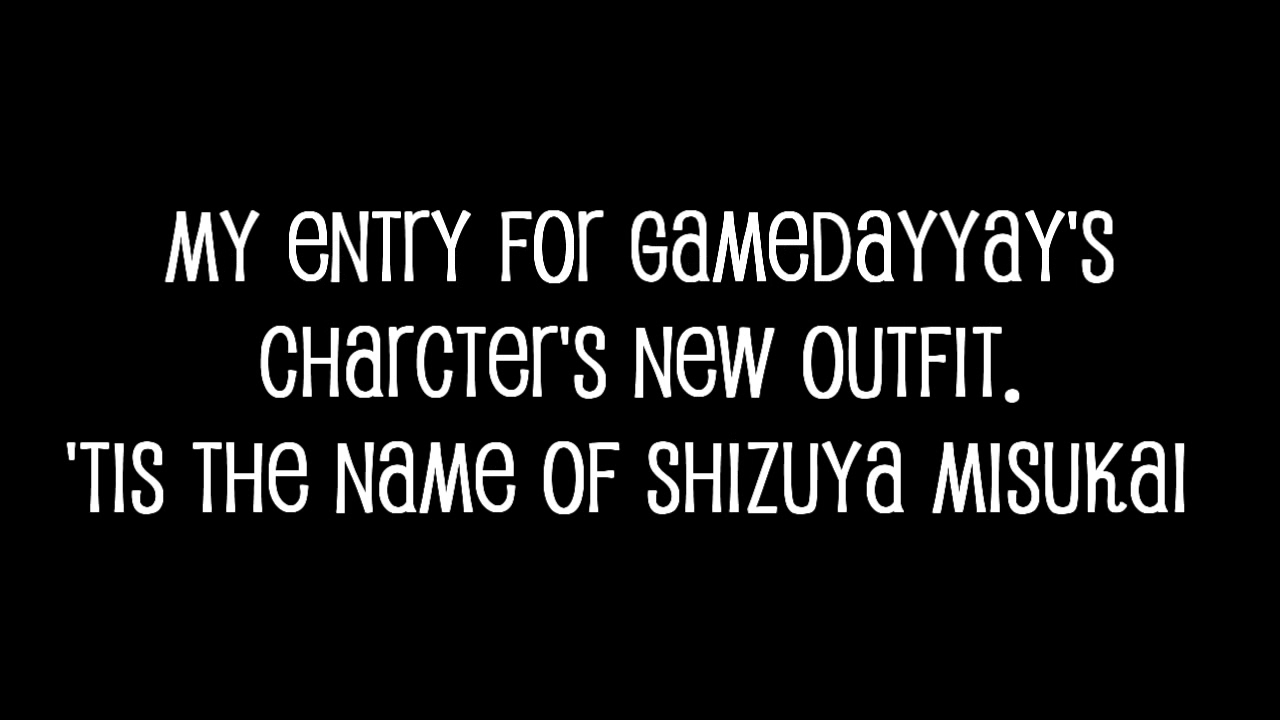 My entry for Gamedayyay's
charcter's new outfit.
'Tis the name of Shizuya Misukai